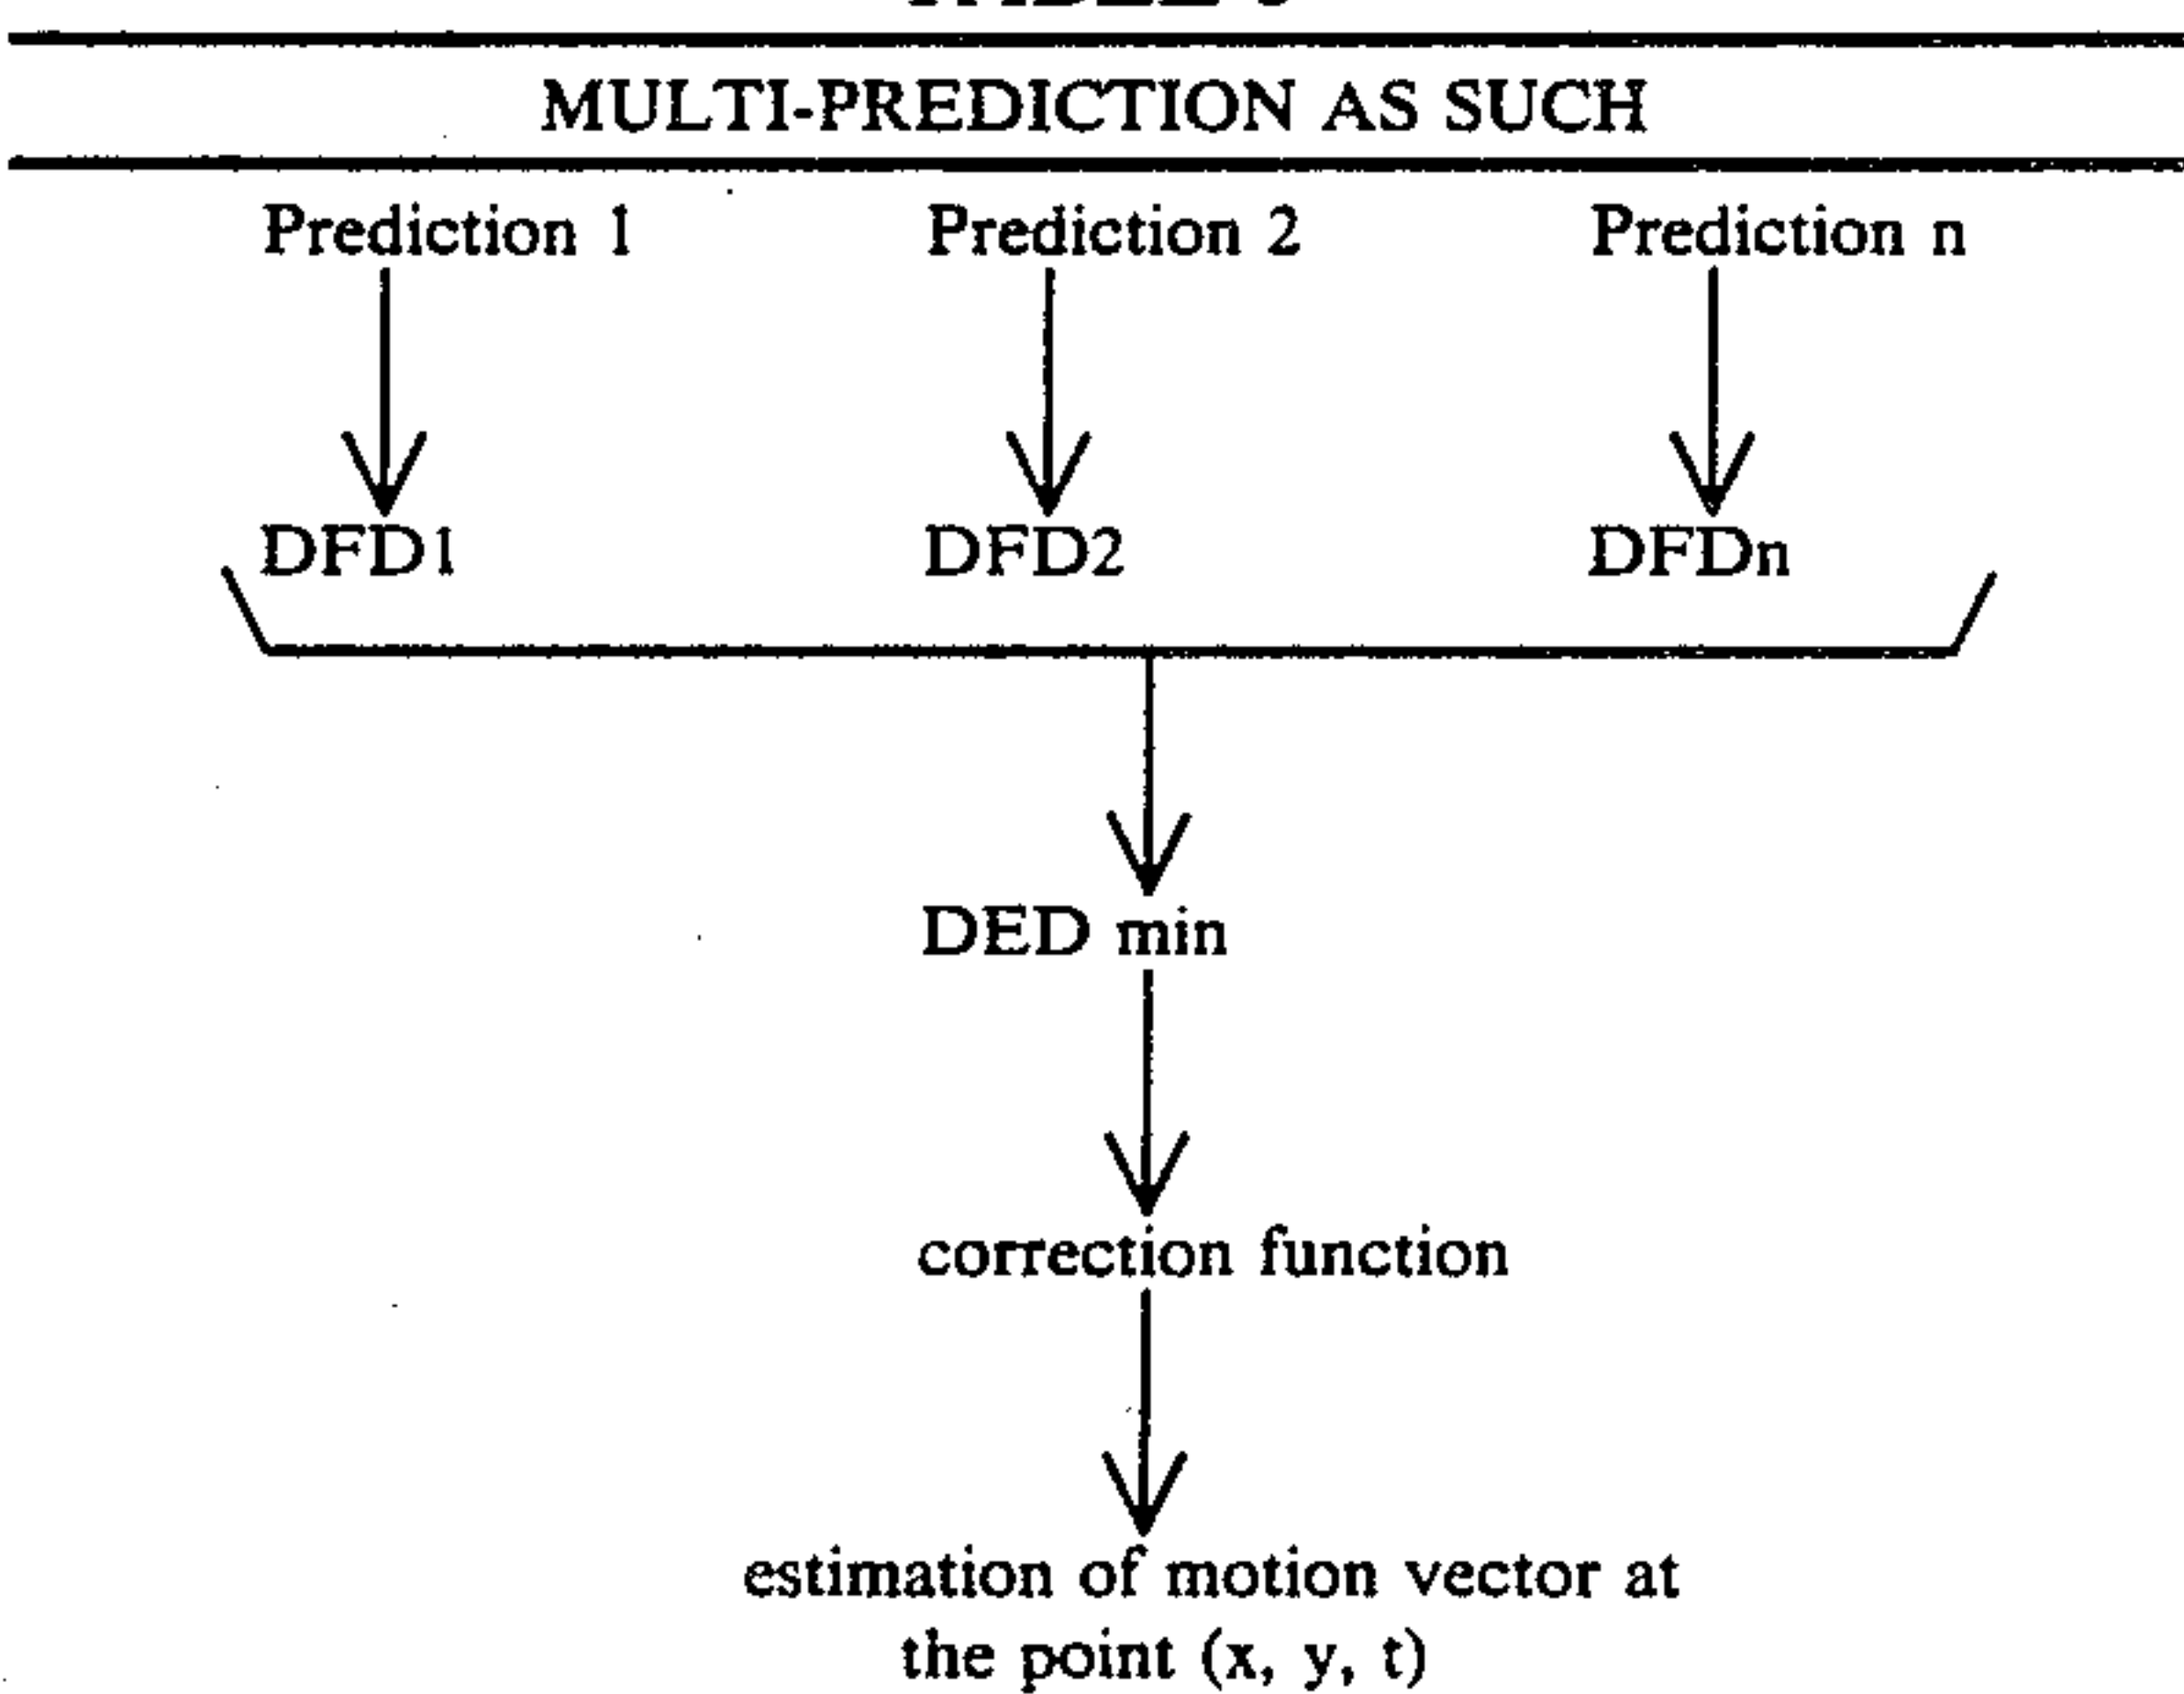 MULTI-PREDICTION AS SUCH
Prediction 1 Prediction 2 Prediction n
DFD1 DFD2 DFDn
DED min
correction function
estimation of motion vector at
the point (x, y, t)